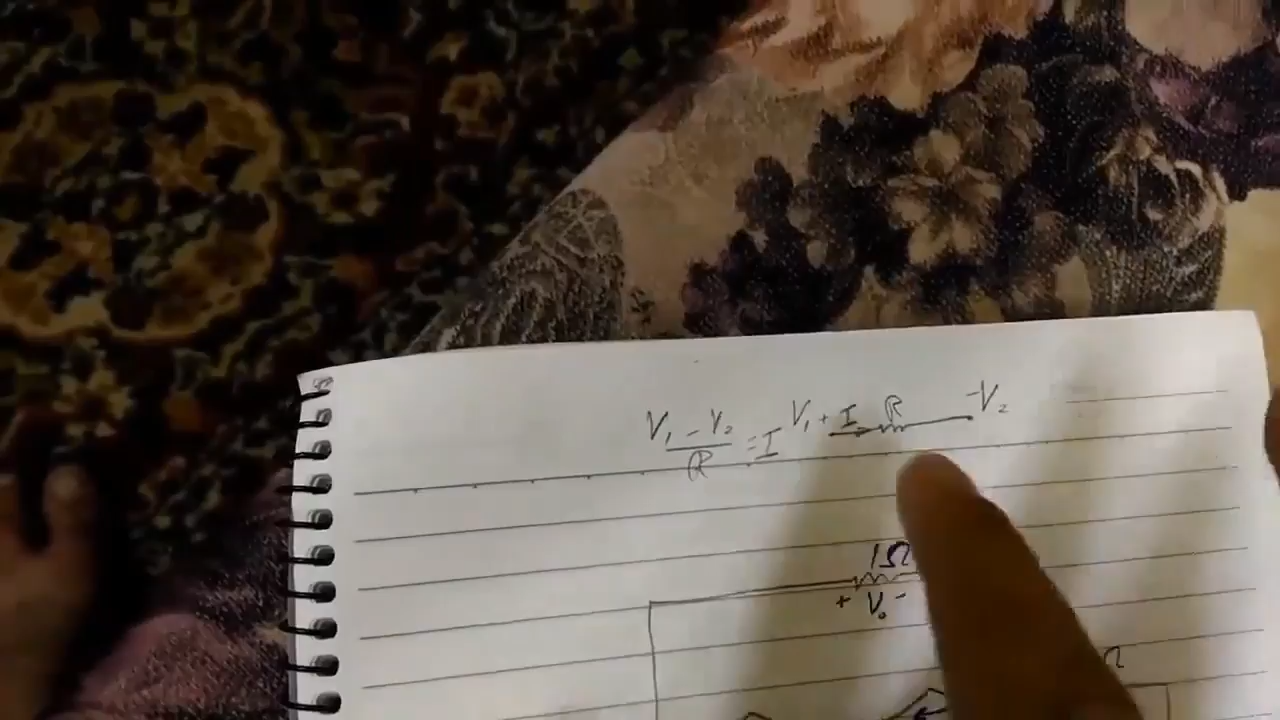 V₁ - V₂ / R = I V₁ + I R - V₂
1Ω
+ V₀ -
Ω